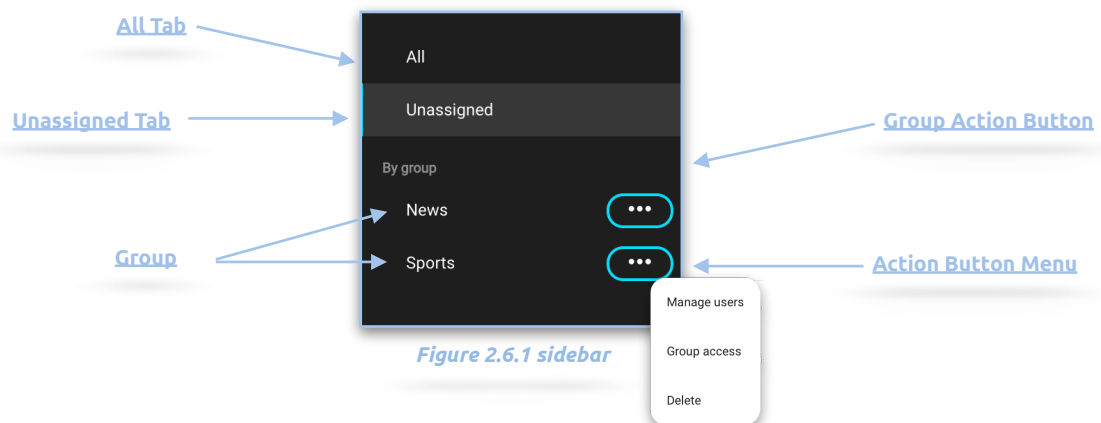 All Tab
All
Unassigned Tab
Unassigned
Group Action Button
By group
News
•••
Group
Sports
•••
Action Button Menu
Manage users
Group access
Delete
Figure 2.6.1 sidebar